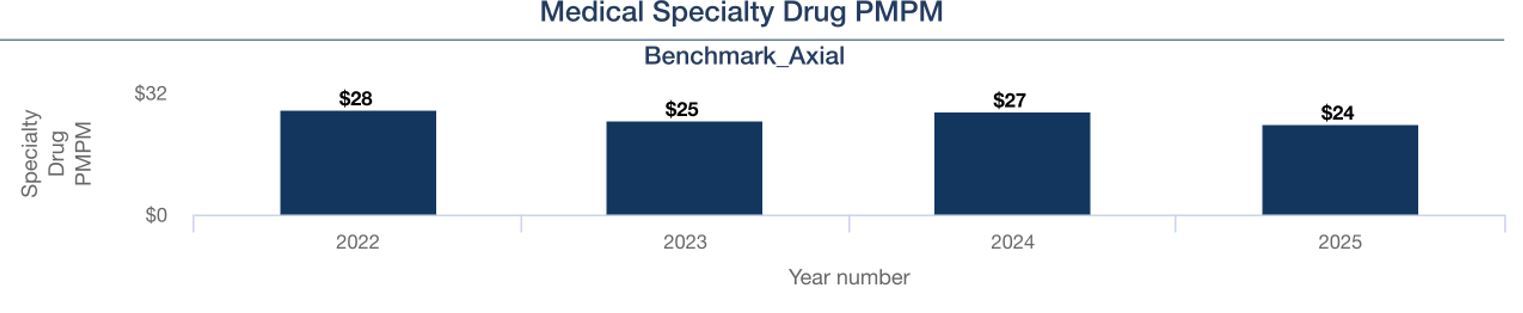 Medical Specialty Drug PMPM
Benchmark_Axial
Specialty
Drug
PMPM
$32
$0
$28
$25
$27
$24
2022
2023
2024
2025
Year number